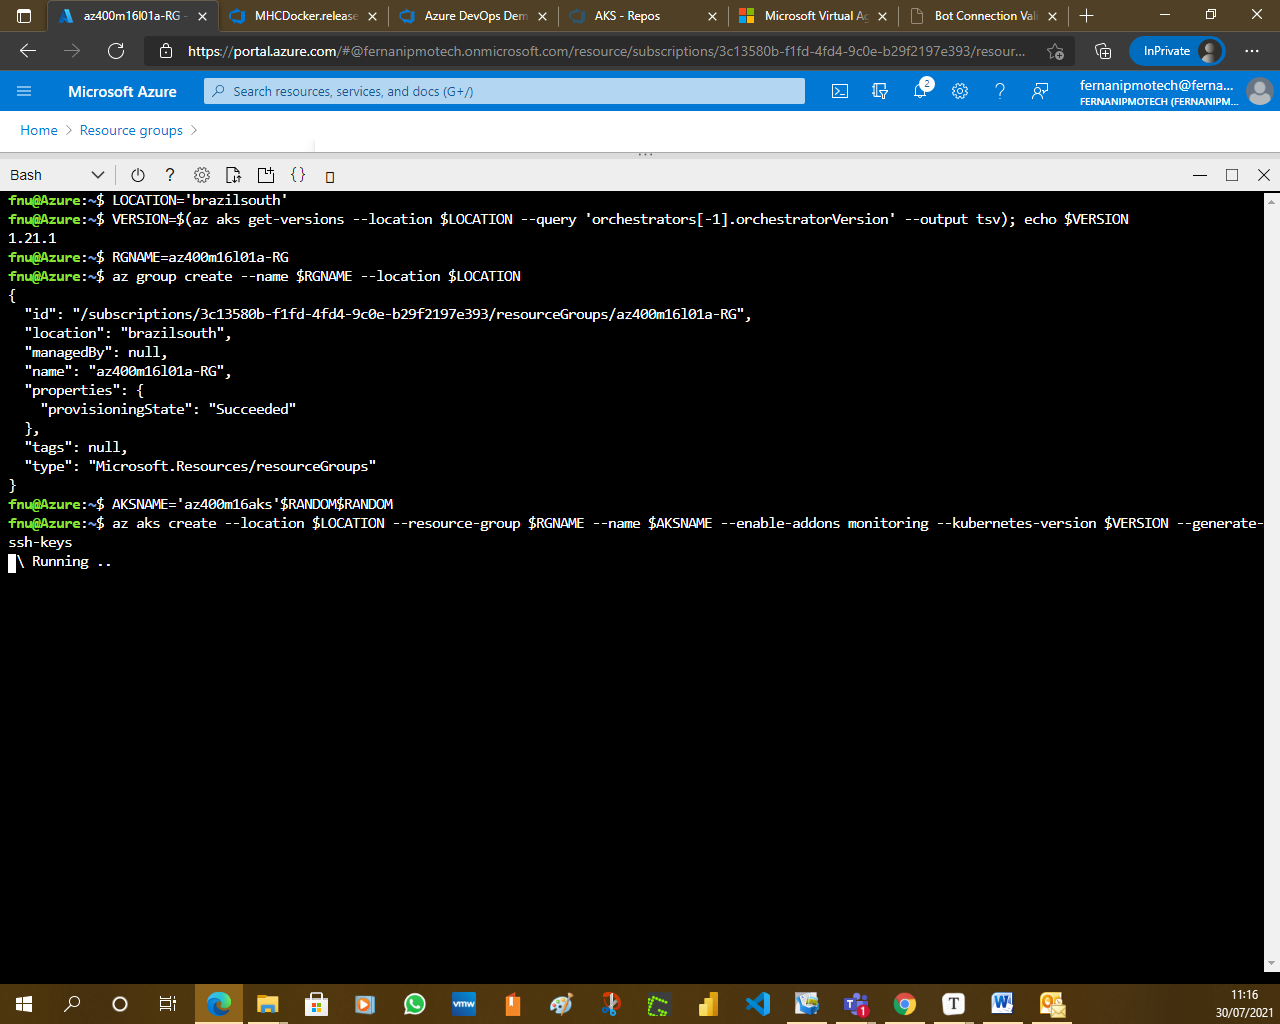 az400m16l01a-RG -
MHCDocker.release
Azure DevOps Dem
AKS - Repos
Microsoft Virtual Ag
Bot Connection Vali
https://portal.azure.com/#@fernanipmotech.onmicrosoft.com/resource/subscriptions/3c13580b-f1fd-4fd4-9c0e-b29f2197e393/resour...
InPrivate
Microsoft Azure
Search resources, services, and docs (G+/)
2
fernanipmotech@ferna...
FERNANIPMOTECH (FERNANIPM...
Home > Resource groups >
Bash
fnu@Azure:~$ LOCATION='brazilsouth'
fnu@Azure:~$ VERSION=$(az aks get-versions --location $LOCATION --query 'orchestrators[-1].orchestratorVersion' --output tsv); echo $VERSION
1.21.1
fnu@Azure:~$ RGNAME=az400m16l01a-RG
fnu@Azure:~$ az group create --name $RGNAME --location $LOCATION
{
"id": "/subscriptions/3c13580b-f1fd-4fd4-9c0e-b29f2197e393/resourceGroups/az400m16l01a-RG",
"location": "brazilsouth",
"managedBy": null,
"name": "az400m16l01a-RG",
"properties": {
"provisioningState": "Succeeded"
},
"tags": null,
"type": "Microsoft.Resources/resourceGroups"
}
fnu@Azure:~$ AKSNAME='az400m16aks'$RANDOM$RANDOM
fnu@Azure:~$ az aks create --location $LOCATION --resource-group $RGNAME --name $AKSNAME --enable-addons monitoring --kubernetes-version $VERSION --generate-
ssh-keys
\ Running ..
vmw
1
T
11:16
30/07/2021